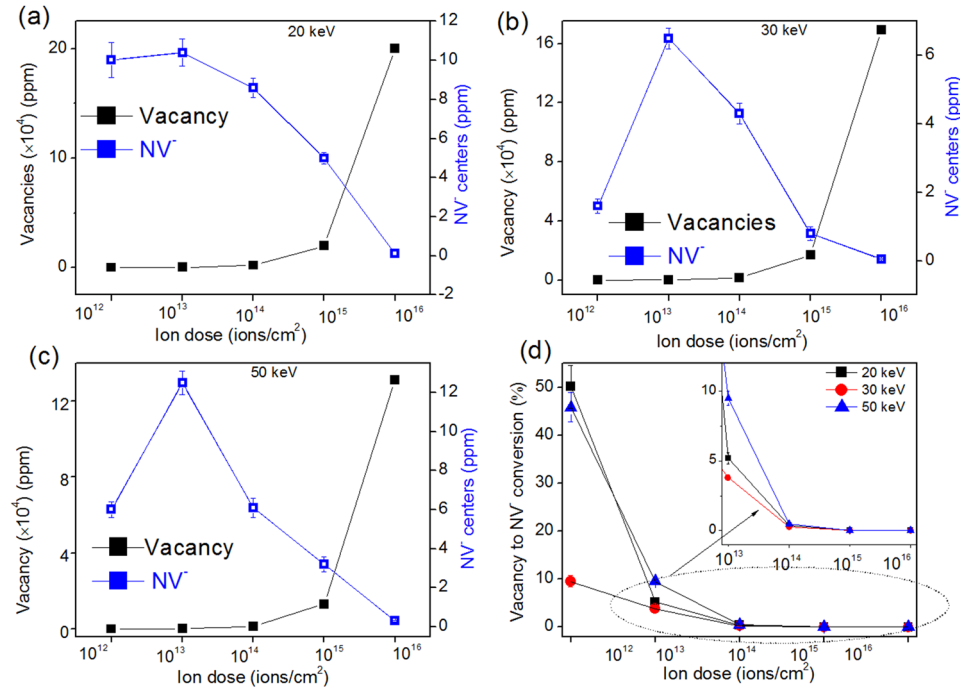 (a)
20 keV
Vacancies (×10⁴) (ppm)
20
10
0
12
10
8
6
4
2
0
-2
NV⁻ centers (ppm)
Vacancy
NV⁻
10¹² 10¹³ 10¹⁴ 10¹⁵ 10¹⁶
Ion dose (ions/cm²)
(b)
30 keV
Vacancy (×10⁴) (ppm)
16
12
8
4
0
6
4
2
0
NV⁻ centers (ppm)
Vacancies
NV⁻
10¹² 10¹³ 10¹⁴ 10¹⁵ 10¹⁶
Ion dose (ions/cm²)
(c)
50 keV
Vacancy (×10⁴) (ppm)
12
8
4
0
12
10
8
6
4
2
0
NV⁻ centers (ppm)
Vacancy
NV⁻
10¹² 10¹³ 10¹⁴ 10¹⁵ 10¹⁶
Ion dose (ions/cm²)
(d)
Vacancy to NV⁻ conversion (%)
50
40
30
20
10
0
20 keV
30 keV
50 keV
10
5
0
10¹³ 10¹⁴ 10¹⁵ 10¹⁶
10¹² 10¹³ 10¹⁴ 10¹⁵ 10¹⁶
Ion dose (ions/cm²)